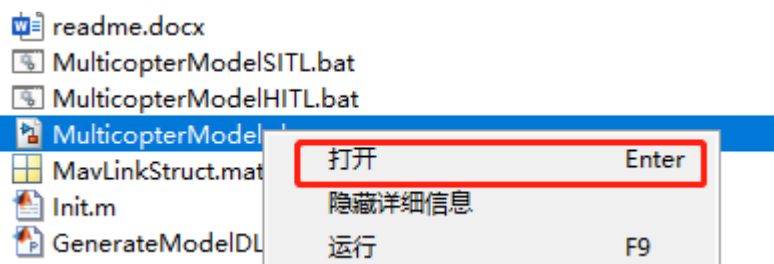 readme.docx
MulticopterModelSITL.bat
MulticopterModelHITL.bat
MulticopterModel
MavLinkStruct.mat
打开 Enter
Init.m
隐藏详细信息
GenerateModelDL
运行 F9